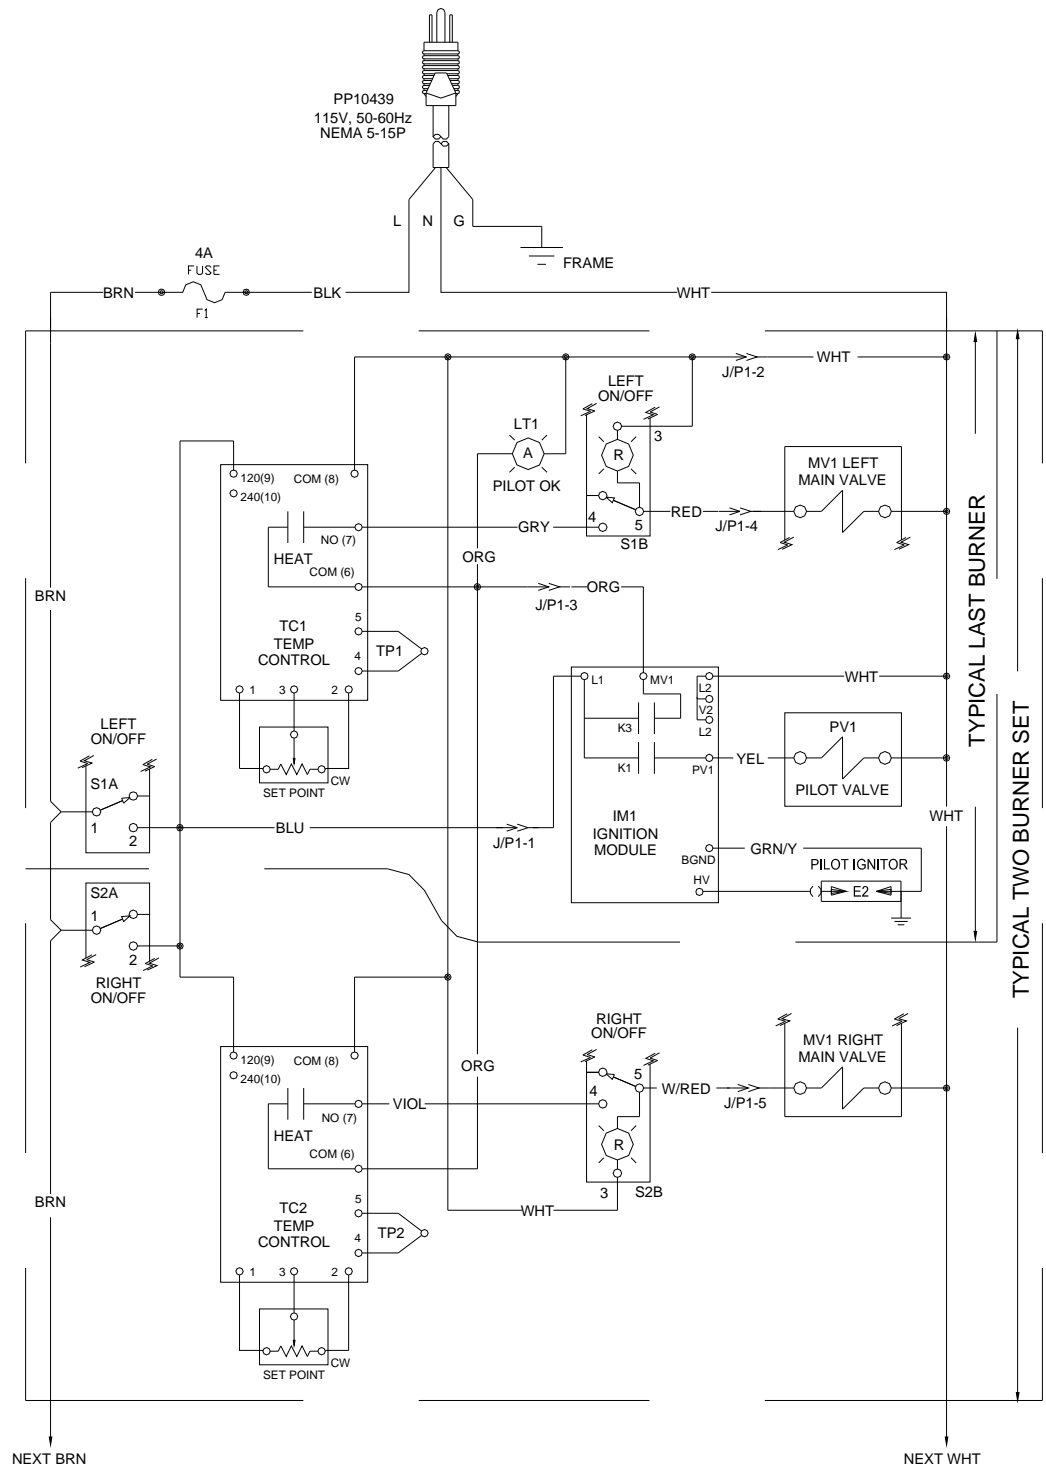 PP10439
115V, 50-60Hz
NEMA 5-15P
L
N
G
FRAME
4A
FUSE
F1
BRN
BLK
WHT
J/P1-2
WHT
LEFT
ON/OFF
3
R
4
5
S1B
LT1
A
PILOT OK
120(9)
240(10)
COM (8)
HEAT
NO (7)
COM (6)
TC1
TEMP
CONTROL
5
4
TP1
1
3
2
CW
SET POINT
GRY
ORG
RED
J/P1-4
MV1 LEFT
MAIN VALVE
J/P1-3
ORG
BRN
L1
MV1
L2
V2
L2
K3
K1
PV1
IM1
IGNITION
MODULE
BGND
HV
WHT
YEL
PV1
PILOT VALVE
WHT
GRN/Y
PILOT IGNITOR
E2
LEFT
ON/OFF
S1A
1
2
BLU
J/P1-1
S2A
1
2
RIGHT
ON/OFF
TYPICAL LAST BURNER
TYPICAL TWO BURNER SET
120(9)
240(10)
COM (8)
HEAT
NO (7)
COM (6)
TC2
TEMP
CONTROL
5
4
TP2
1
3
2
CW
SET POINT
VIOL
ORG
RIGHT
ON/OFF
5
4
R
3
S2B
W/RED
J/P1-5
MV1 RIGHT
MAIN VALVE
WHT
BRN
NEXT BRN
NEXT WHT